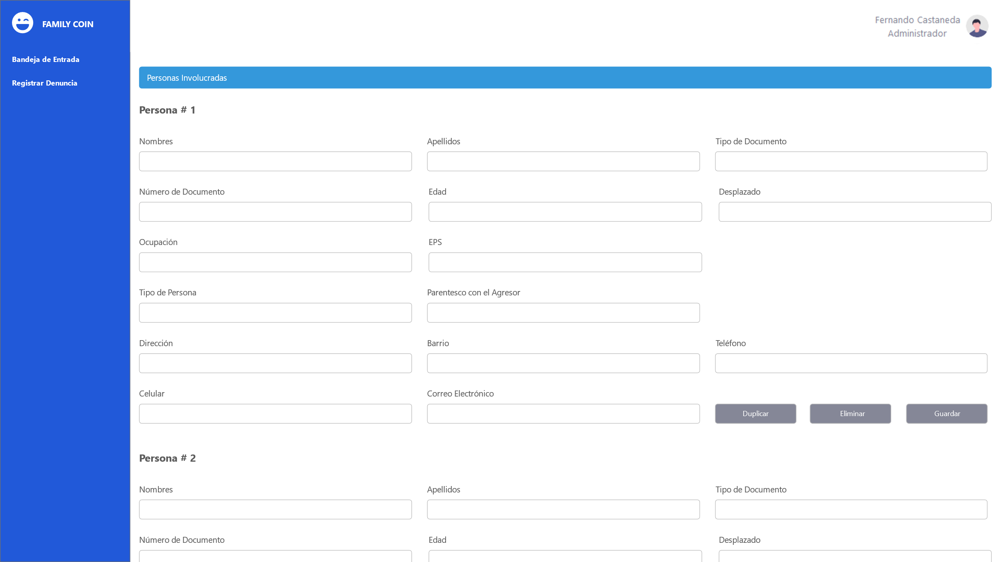 FAMILY COIN
Fernando Castaneda
Administrador
Bandeja de Entrada
Registrar Denuncia
Personas Involucradas
Persona # 1
Nombres
Apellidos
Tipo de Documento
Número de Documento
Edad
Desplazado
Ocupación
EPS
Tipo de Persona
Parentesco con el Agresor
Dirección
Barrio
Teléfono
Celular
Correo Electrónico
Duplicar
Eliminar
Guardar
Persona # 2
Nombres
Apellidos
Tipo de Documento
Número de Documento
Edad
Desplazado